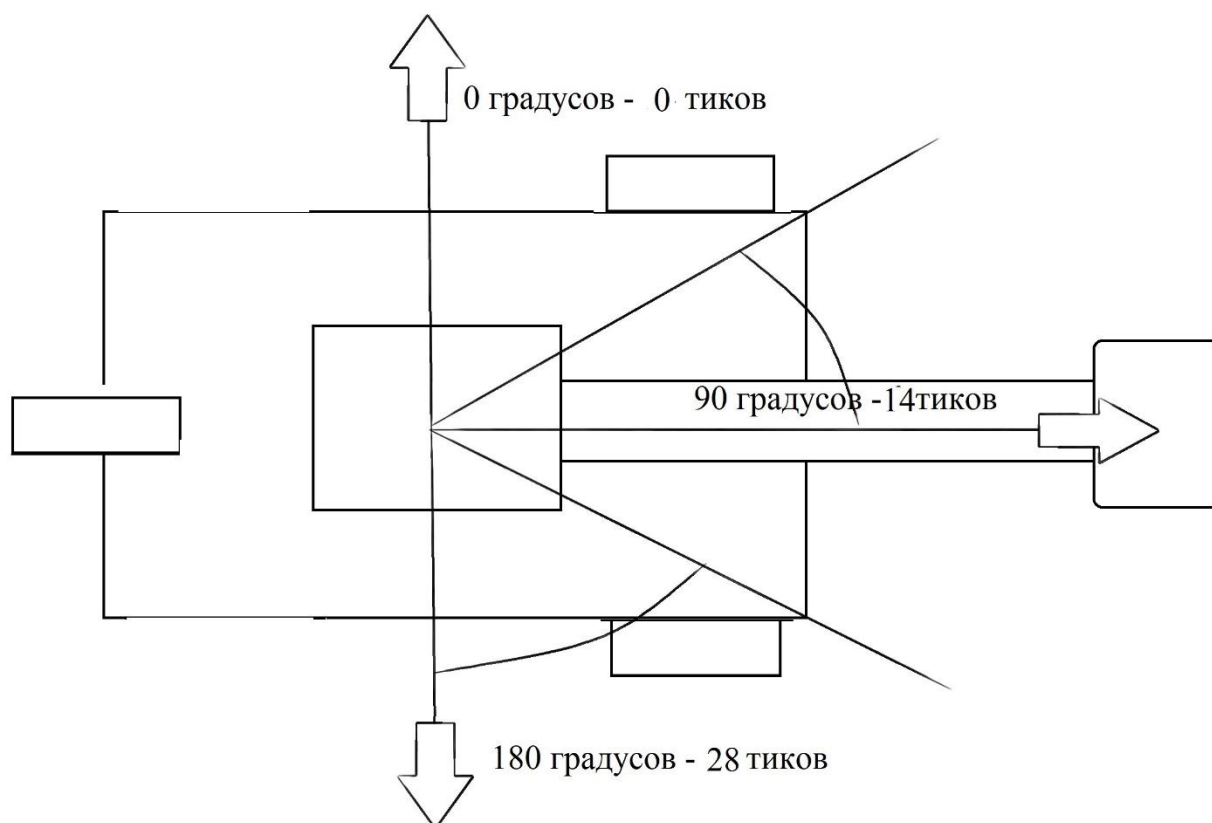 0 градусов - 0 тиков
90 градусов -14тиков
180 градусов - 28 тиков